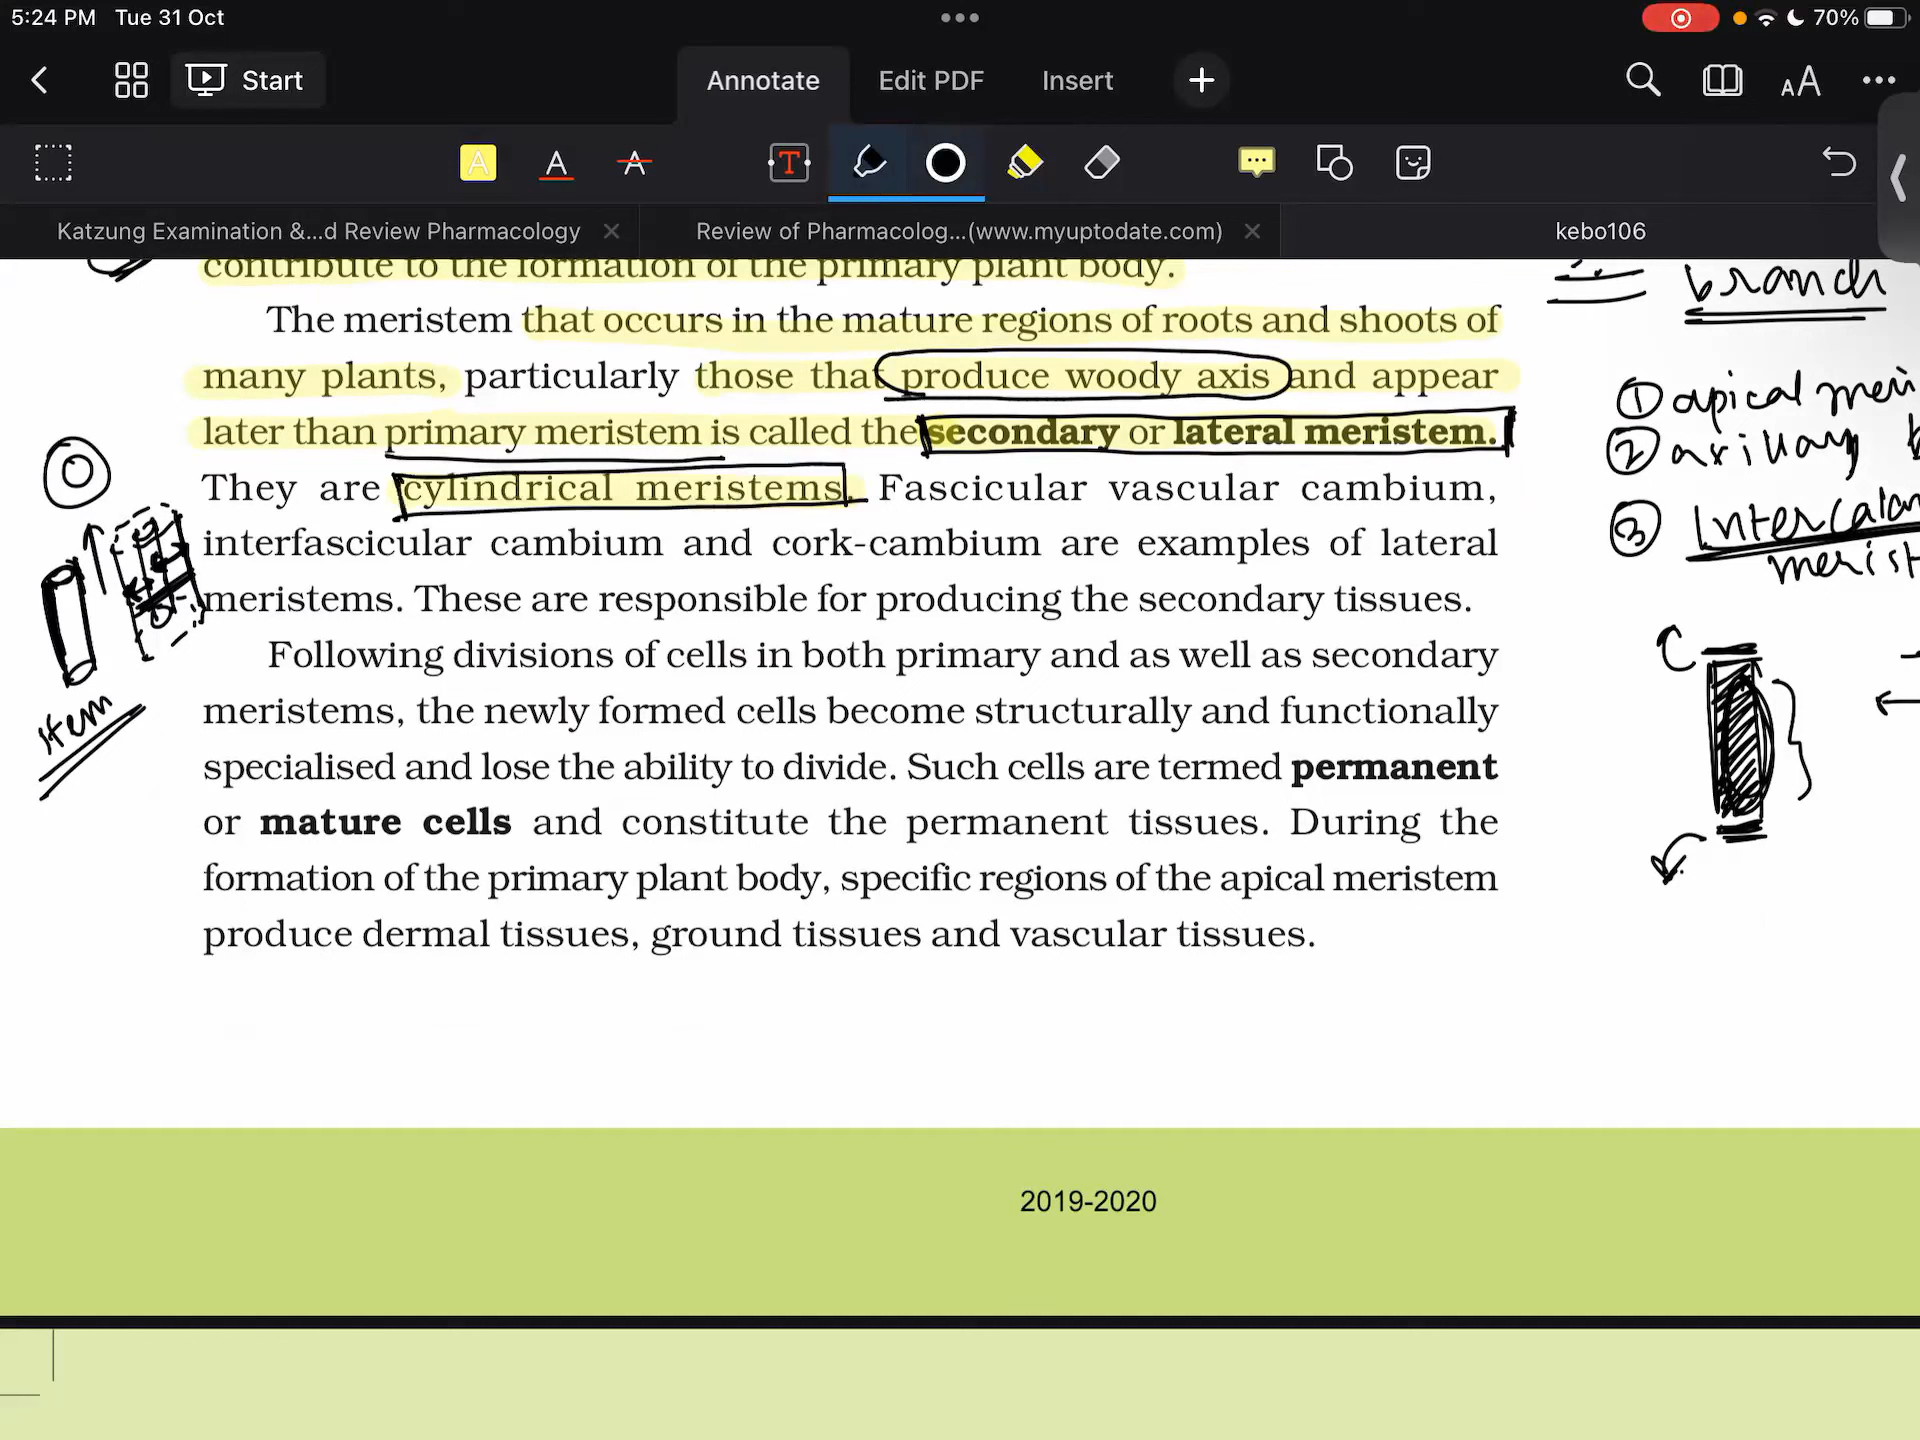 5:24 PM Tue 31 Oct
70%
Start
Annotate
Edit PDF
Insert
Katzung Examination &...d Review Pharmacology
Review of Pharmacolog...(www.myuptodate.com)
kebo106
contribute to the formation of the primary plant body.
The meristem that occurs in the mature regions of roots and shoots of
many plants, particularly those that produce woody axis and appear
later than primary meristem is called the secondary or lateral meristem.
They are cylindrical meristems. Fascicular vascular cambium,
interfascicular cambium and cork-cambium are examples of lateral
meristems. These are responsible for producing the secondary tissues.
Following divisions of cells in both primary and as well as secondary
meristems, the newly formed cells become structurally and functionally
specialised and lose the ability to divide. Such cells are termed permanent
or mature cells and constitute the permanent tissues. During the
formation of the primary plant body, specific regions of the apical meristem
produce dermal tissues, ground tissues and vascular tissues.
stem
branch
① apical meri
② axillary b
③ Intercalar
merist
2019-2020